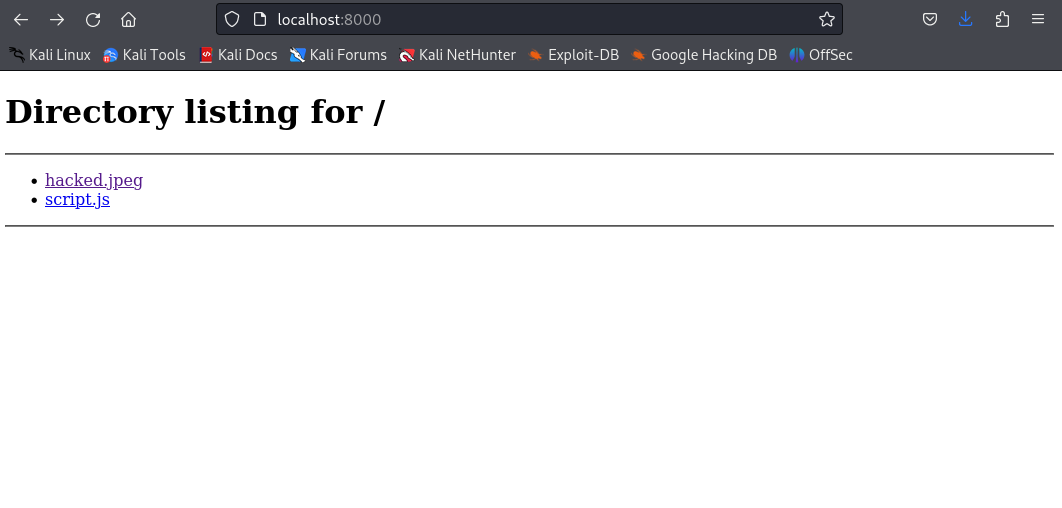 localhost:8000
Kali Linux Kali Tools Kali Docs Kali Forums Kali NetHunter Exploit-DB Google Hacking DB OffSec
Directory listing for /
hacked.jpeg
script.js